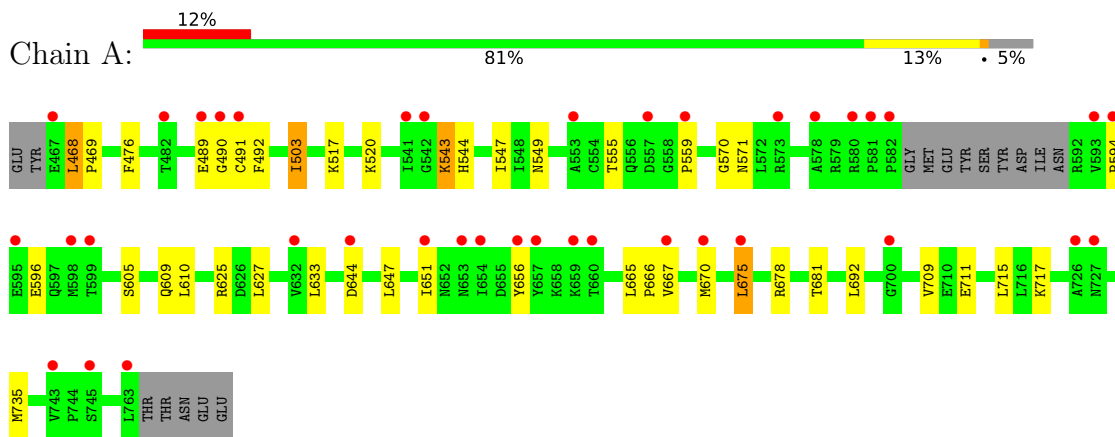 12%
Chain A:
81% 13% • 5%
GLU TYR E467 L468 P469 F476 T482 E489 G490 C491 F492 I503 K517 K520 I541 G542 K543 H544 I547 I548 N549 A553 C554 T555 Q556 D557 G558 P559 G570 N571 L572 R573 A578 R579 R580 P581 P582 GLY MET GLU TYR SER TYR ASP ILE ASN R592 V593 R594
E595 E596 Q597 M598 T599 S605 Q609 L610 R625 D626 L627 V632 L633 D644 L647 I651 N652 N653 I654 D655 Y656 Y657 K658 K659 T660 L665 P666 V667 M670 L675 R678 T681 L692 G700 V709 E710 E711 L715 L716 K717 A726 N727
M735 V743 P744 S745 L763 THR THR ASN GLU GLU